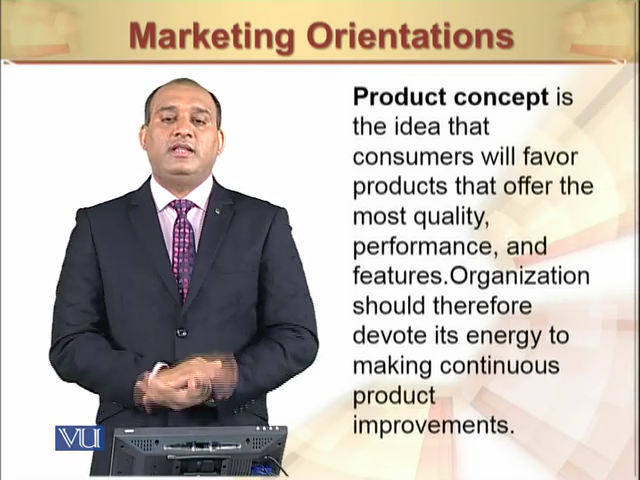 Marketing Orientations
Product concept is
the idea that
consumers will favor
products that offer the
most quality,
performance, and
features.Organization
should therefore
devote its energy to
making continuous
product
improvements.
VU